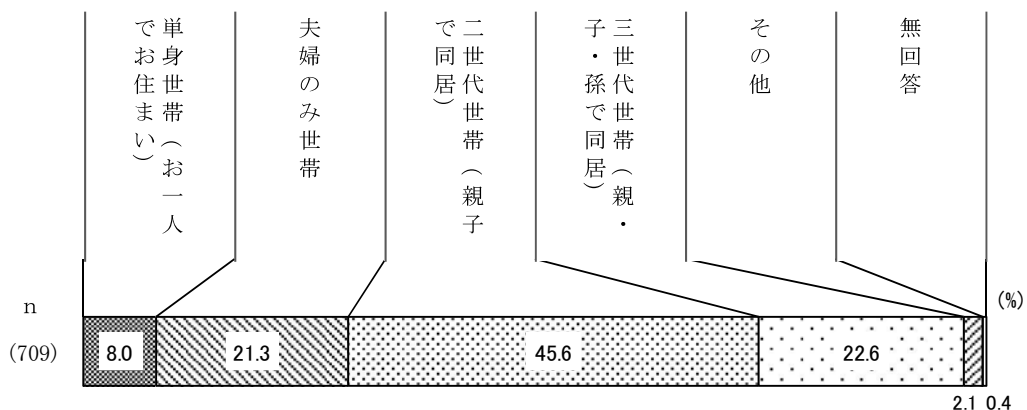 単身世帯（お一人
でお住まい）
夫婦のみ世帯
二世代世帯（親子
で同居）
三世代世帯（親・
子・孫で同居）
その他
無回答
n
(%)
(709)
8.0
21.3
45.6
22.6
2.1
0.4